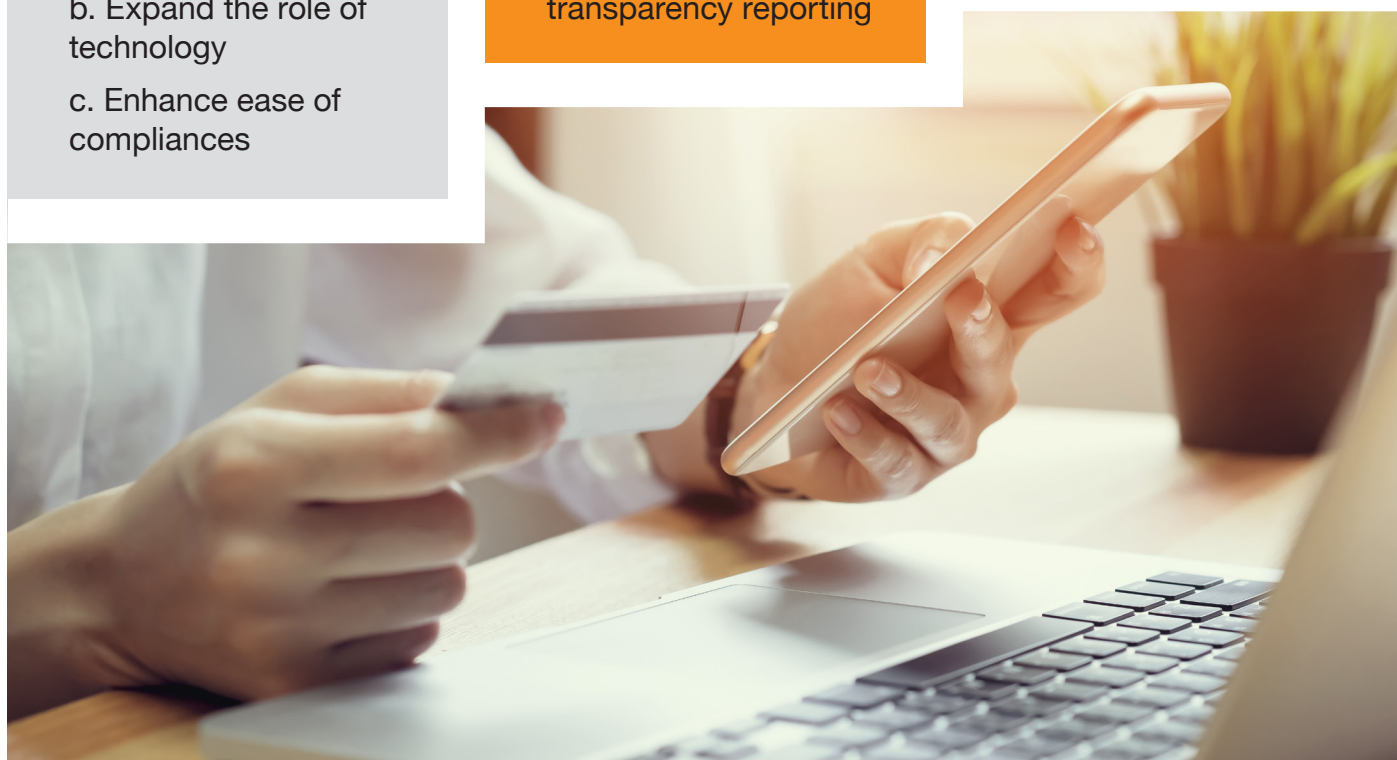 b. Expand the role of
technology
c. Enhance ease of
compliances
transparency reporting